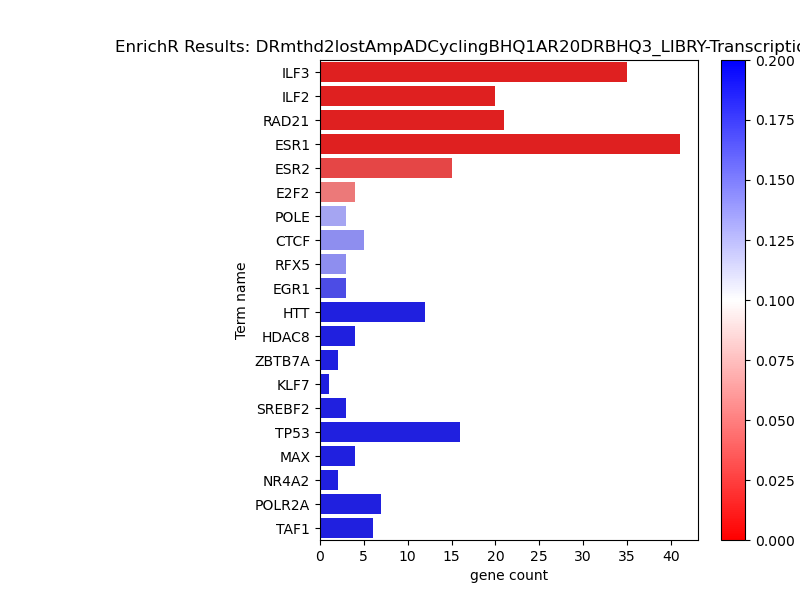 EnrichR Results: DRmthd2lostAmpADCyclingBHQ1AR20DRBHQ3_LIBRY-Transcriptio
ILF3
ILF2
RAD21
ESR1
ESR2
E2F2
POLE
CTCF
RFX5
EGR1
HTT
HDAC8
ZBTB7A
KLF7
SREBF2
TP53
MAX
NR4A2
POLR2A
TAF1
Term name
0 5 10 15 20 25 30 35 40
gene count
0.200
0.175
0.150
0.125
0.100
0.075
0.050
0.025
0.000